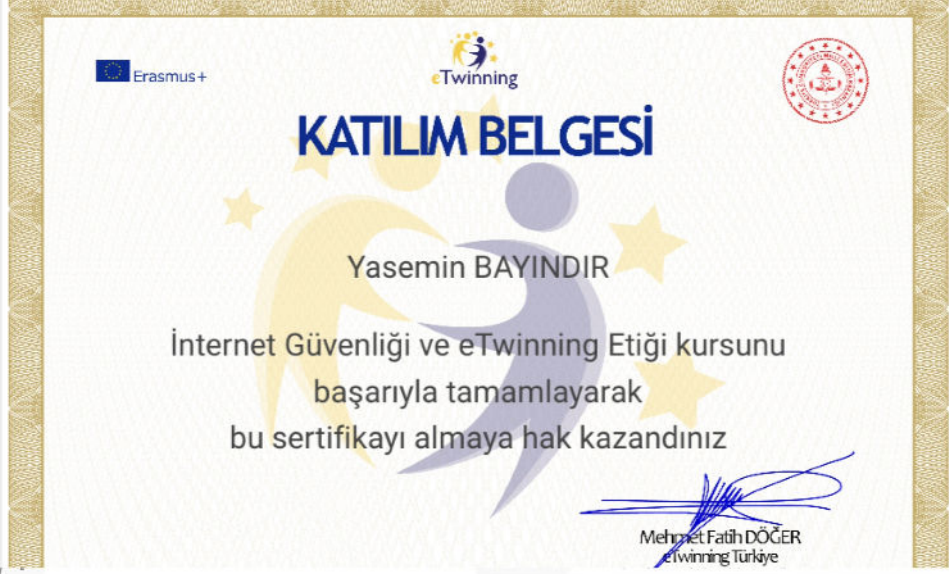 Erasmus+
eTwinning
KATILIM BELGESİ
Yasemin BAYINDIR
İnternet Güvenliği ve eTwinning Etiği kursunu
başarıyla tamamlayarak
bu sertifikayı almaya hak kazandınız
Mehmet Fatih DÖĞER
eTwinning Türkiye